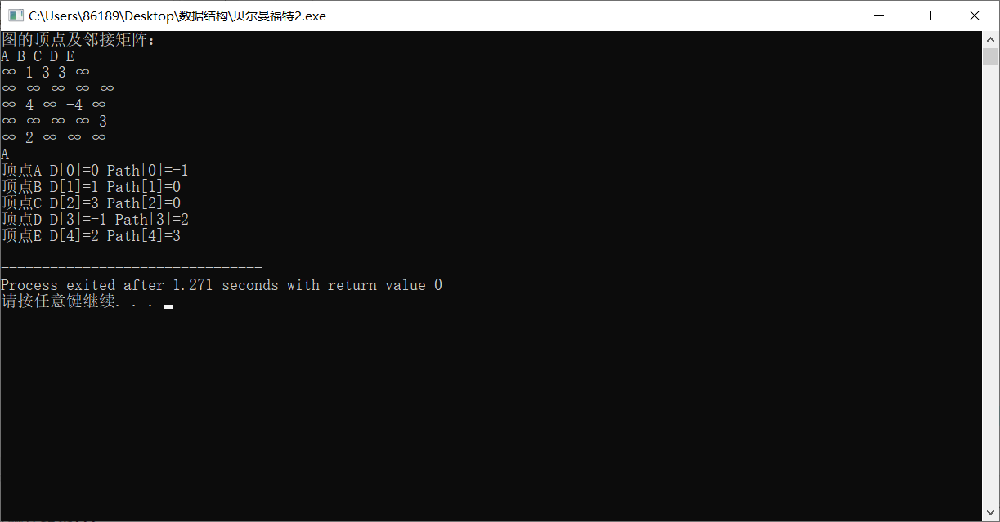 C:\Users\86189\Desktop\数据结构\贝尔曼福特2.exe
图的顶点及邻接矩阵:
A B C D E
∞ 1 3 3 ∞
∞ ∞ ∞ ∞ ∞
∞ 4 ∞ -4 ∞
∞ ∞ ∞ ∞ 3
∞ 2 ∞ ∞ ∞
A
顶点A D[0]=0 Path[0]=-1
顶点B D[1]=1 Path[1]=0
顶点C D[2]=3 Path[2]=0
顶点D D[3]=-1 Path[3]=2
顶点E D[4]=2 Path[4]=3
--------------------------------
Process exited after 1.271 seconds with return value 0
请按任意键继续. . .